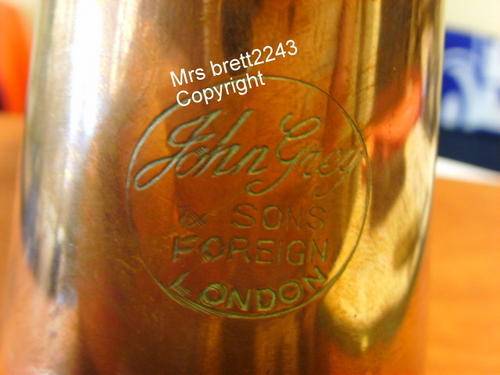 Mrs brett2243
Copyright
John Grey
& SONS
FOREIGN
LONDON